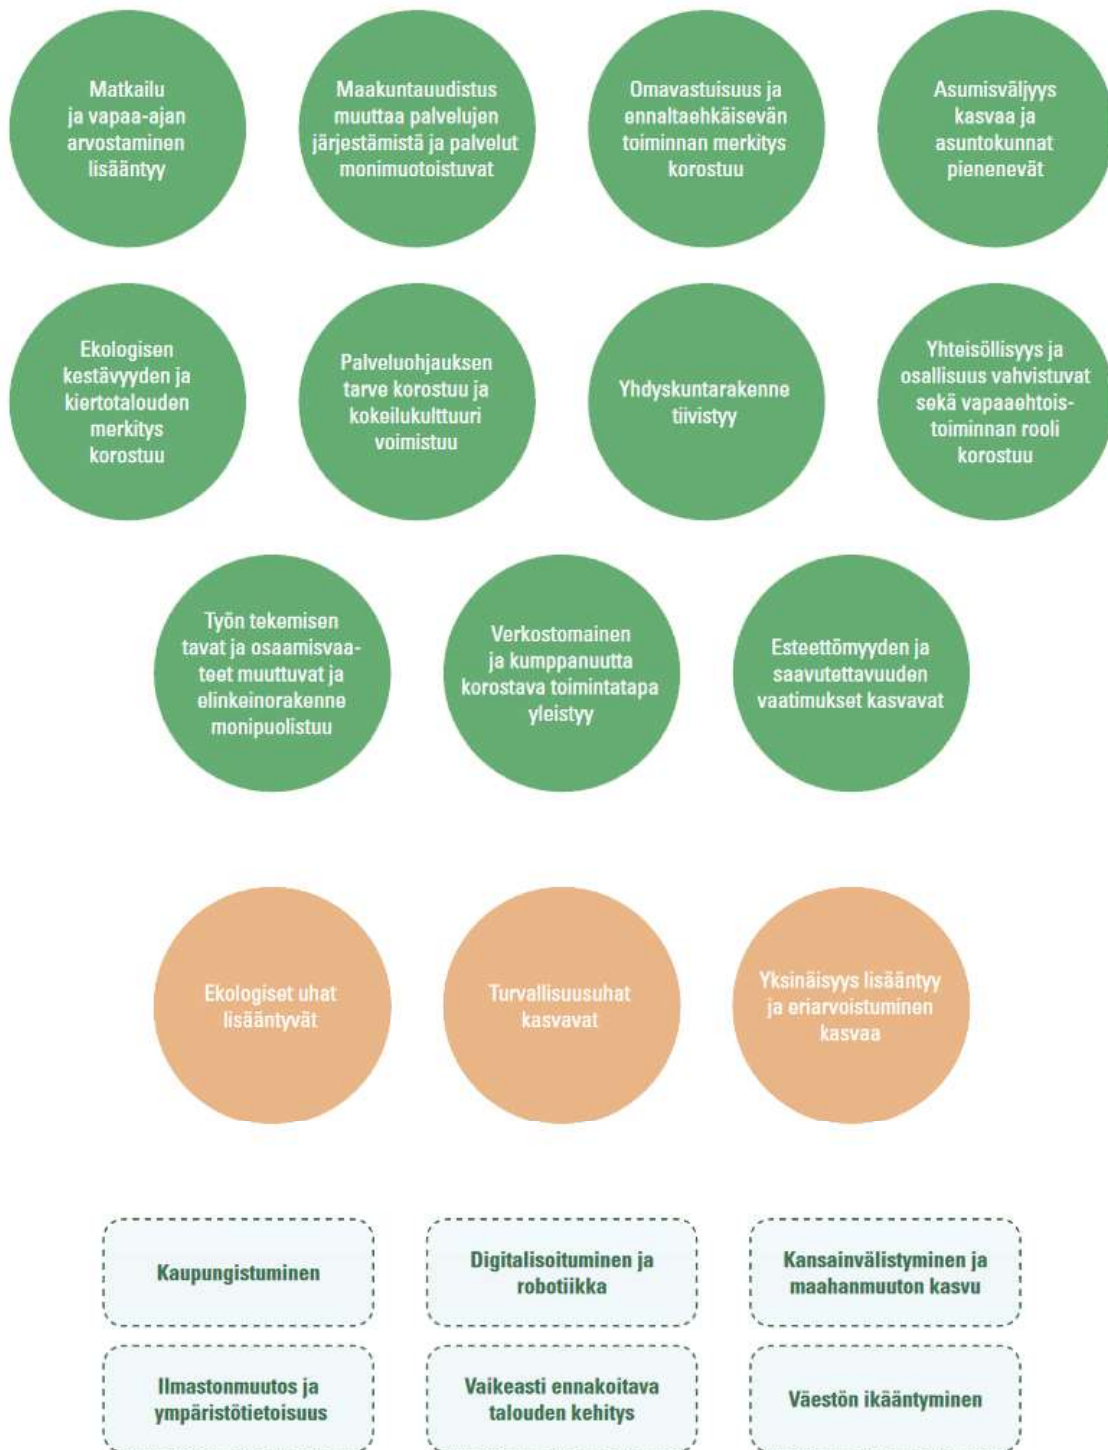 Matkailu
ja vapaa-ajan
arvostaminen
lisääntyy
Maakuntauudistus
muuttaa palvelujen
järjestämistä ja palvelut
monimuotoistuvat
Omavastuisuus ja
ennaltaehkäisevän
toiminnan merkitys
korostuu
Asumisväljyys
kasvaa ja
asuntokunnat
pienenevät
Ekologisen
kestävyyden ja
kiertotalouden
merkitys
korostuu
Palveluohjauksen
tarve korostuu ja
kokeilukulttuuri
voimistuu
Yhdyskuntarakenne
tiivistyy
Yhteisöllisyys ja
osallisuus vahvistuvat
sekä vapaaehtois-
toiminnan rooli
korostuu
Työn tekemisen
tavat ja osaamisvaa-
teet muuttuvat ja
elinkeinorakenne
monipuolistuu
Verkostomainen
ja kumppanuutta
korostava toimintatapa
yleistyy
Esteettömyyden ja
saavutettavuuden
vaatimukset kasvavat
Ekologiset uhat
lisääntyvät
Turvallisuusuhat
kasvavat
Yksinäisyys lisääntyy
ja eriarvoistuminen
kasvaa
Kaupungistuminen
Digitalisoituminen ja
robotiikka
Kansainvälistyminen ja
maahanmuuton kasvu
Ilmastonmuutos ja
ympäristötietoisuus
Vaikeasti ennakoitava
talouden kehitys
Väestön ikääntyminen